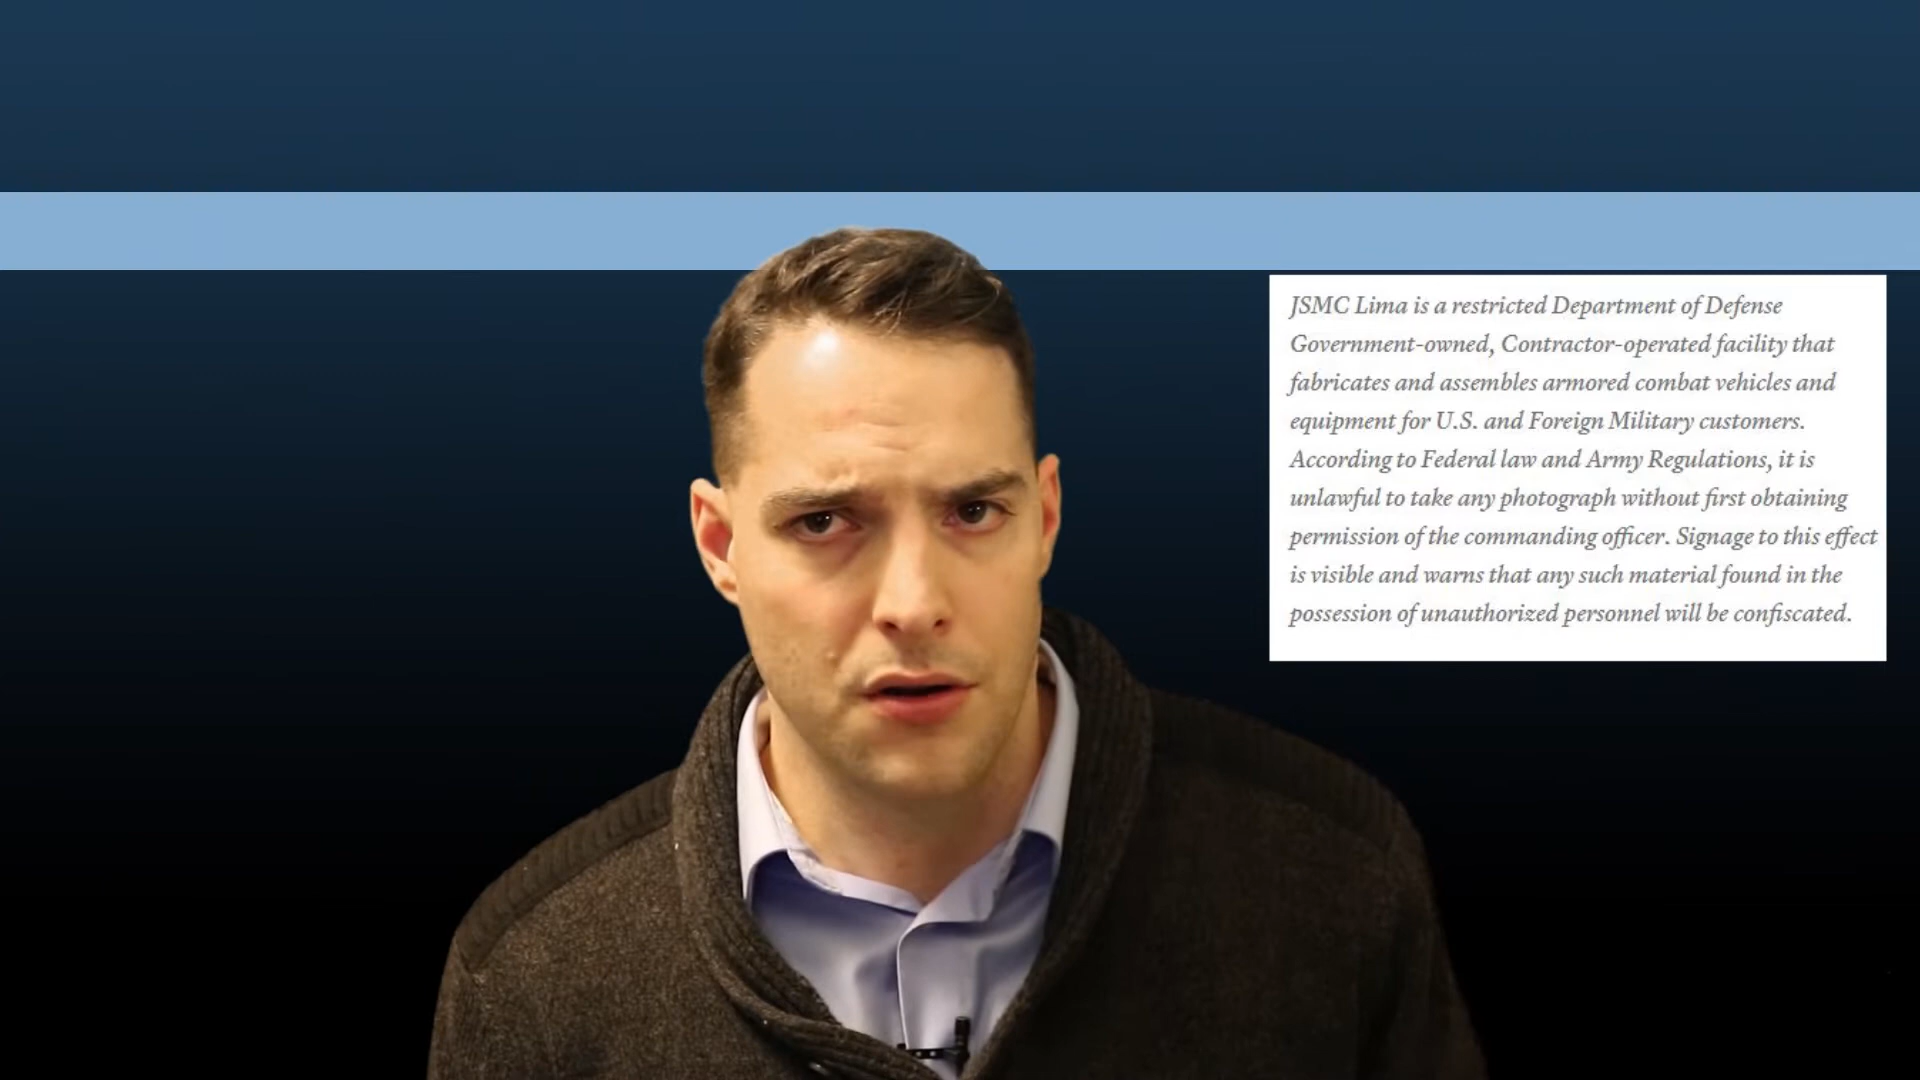 JSMC Lima is a restricted Department of Defense
Government-owned, Contractor-operated facility that
fabricates and assembles armored combat vehicles and
equipment for U.S. and Foreign Military customers.
According to Federal law and Army Regulations, it is
unlawful to take any photograph without first obtaining
permission of the commanding officer. Signage to this effect
is visible and warns that any such material found in the
possession of unauthorized personnel will be confiscated.